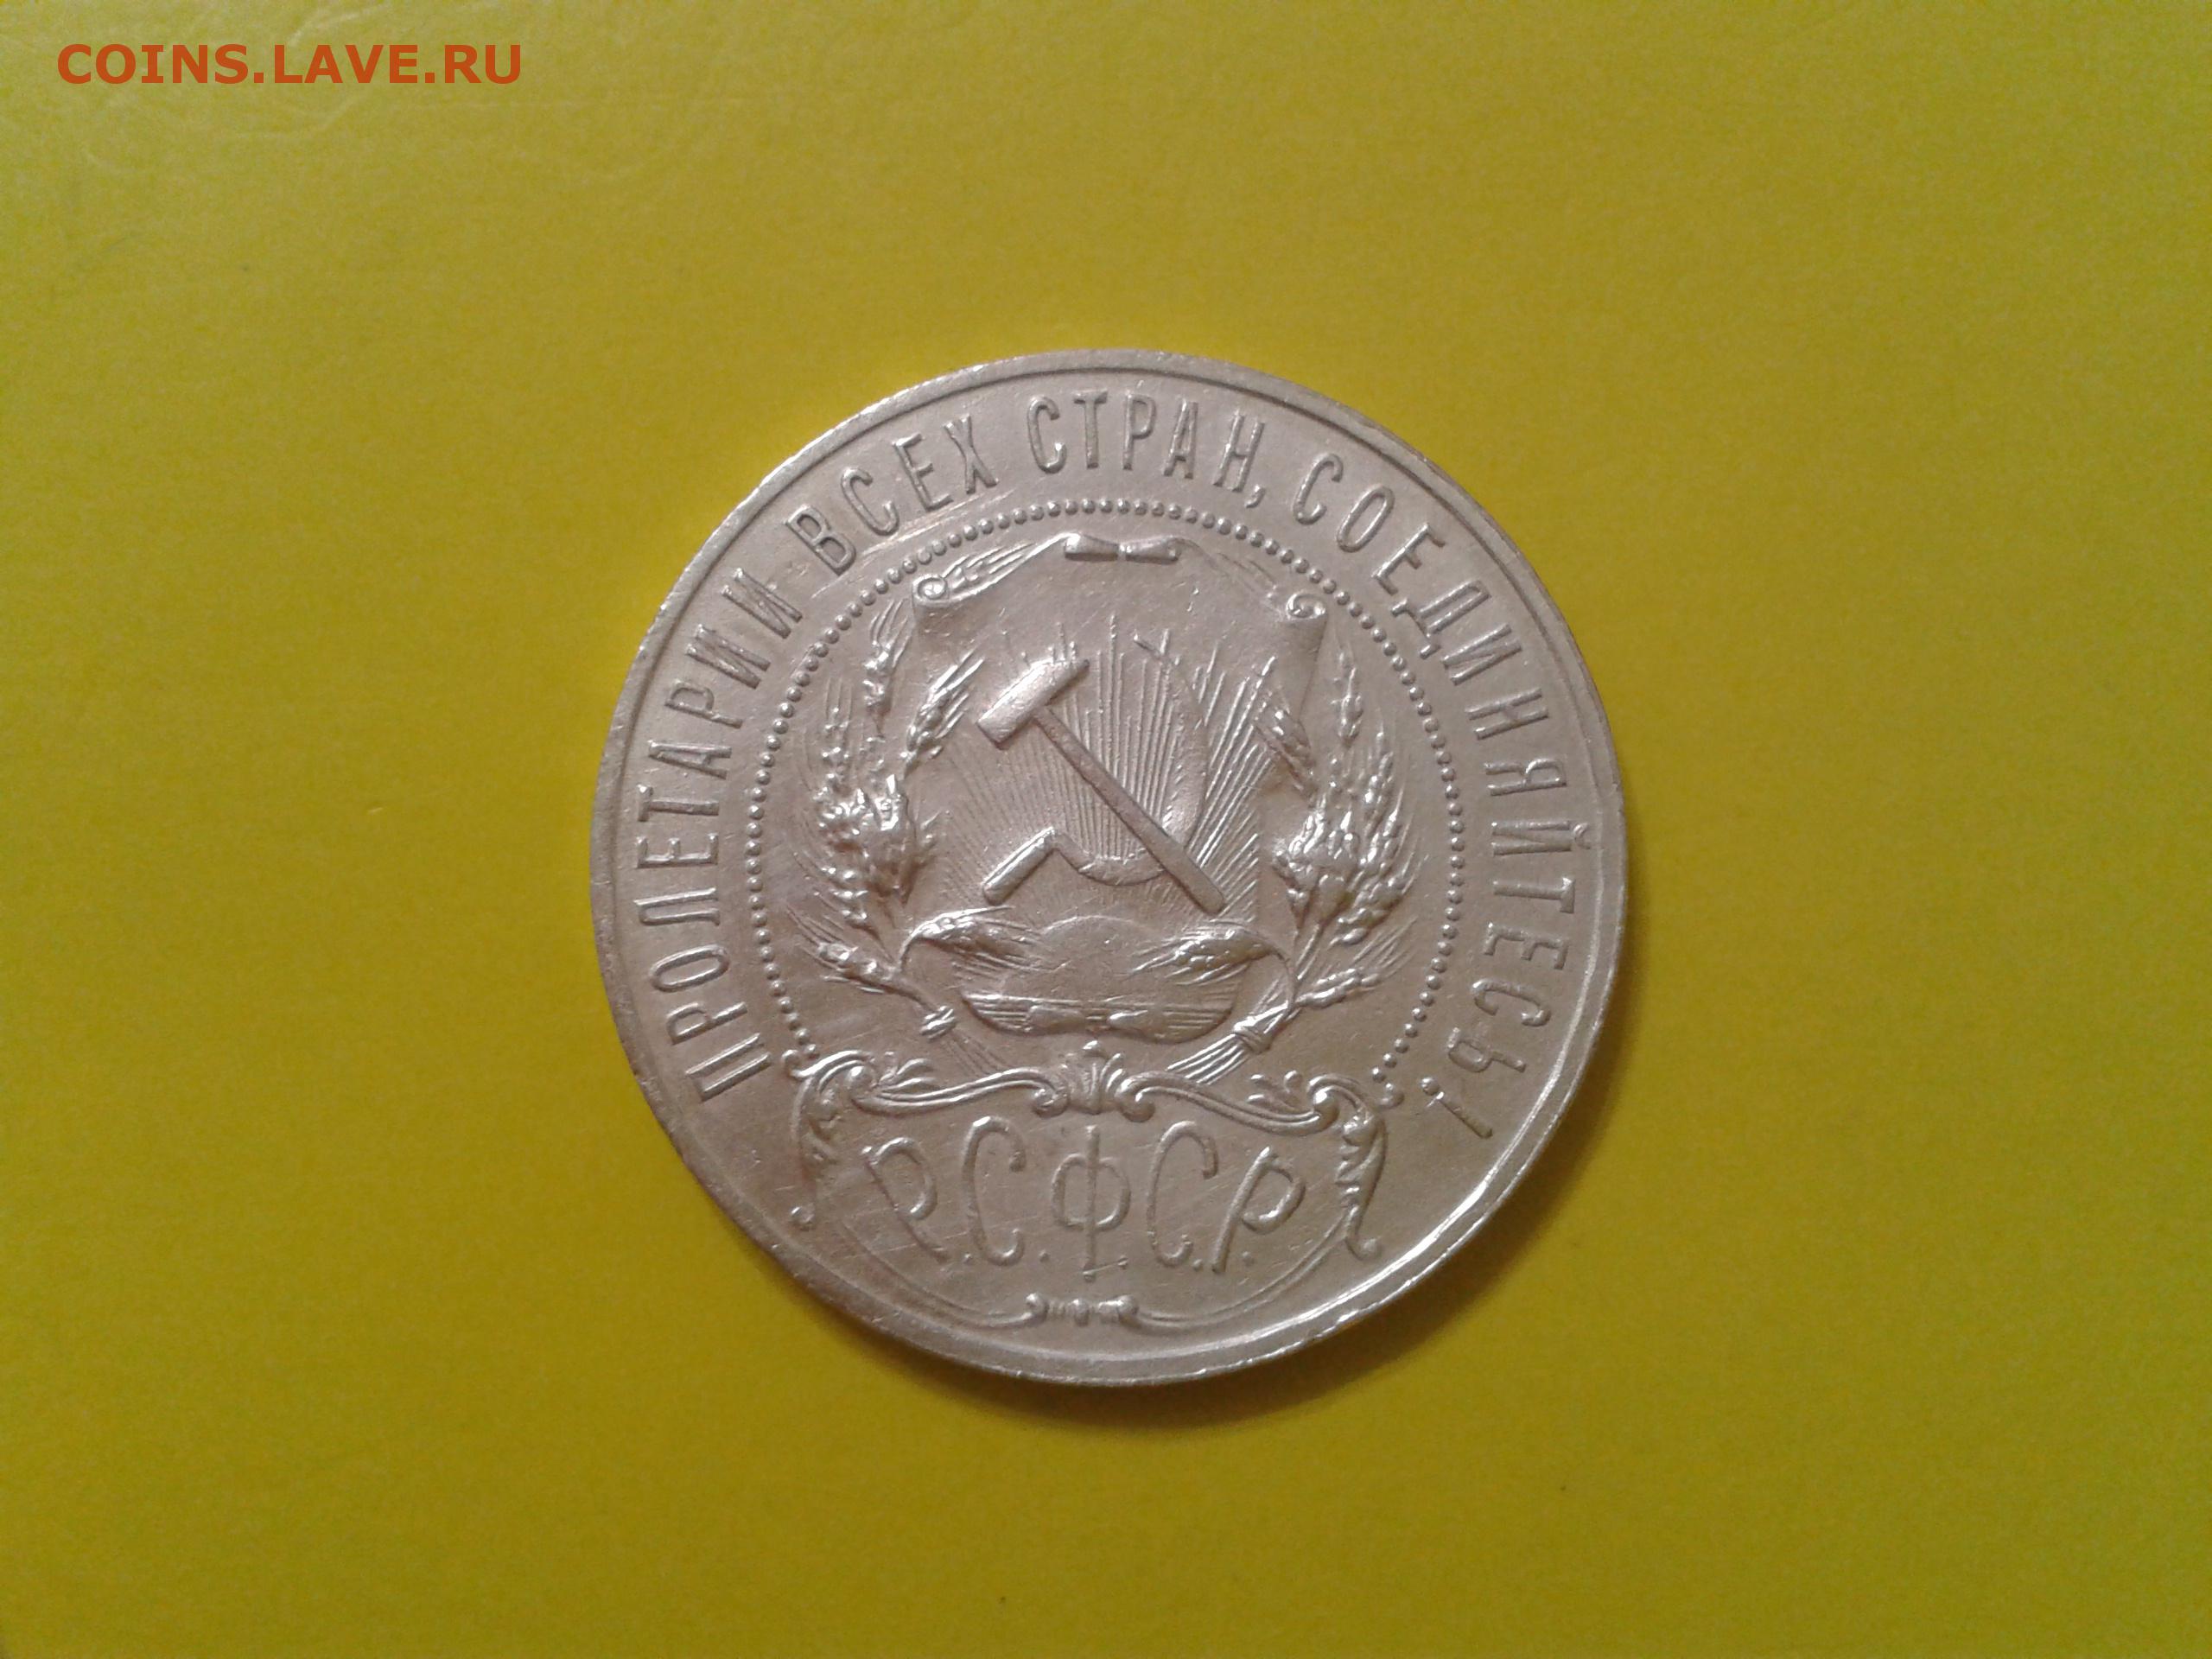 COINS.LAVE.RU
ПРОЛЕТАРИИ ВСЕХ СТРАН, СОЕДИНЯЙТЕСЬ!
Р.С.Ф.С.Р.